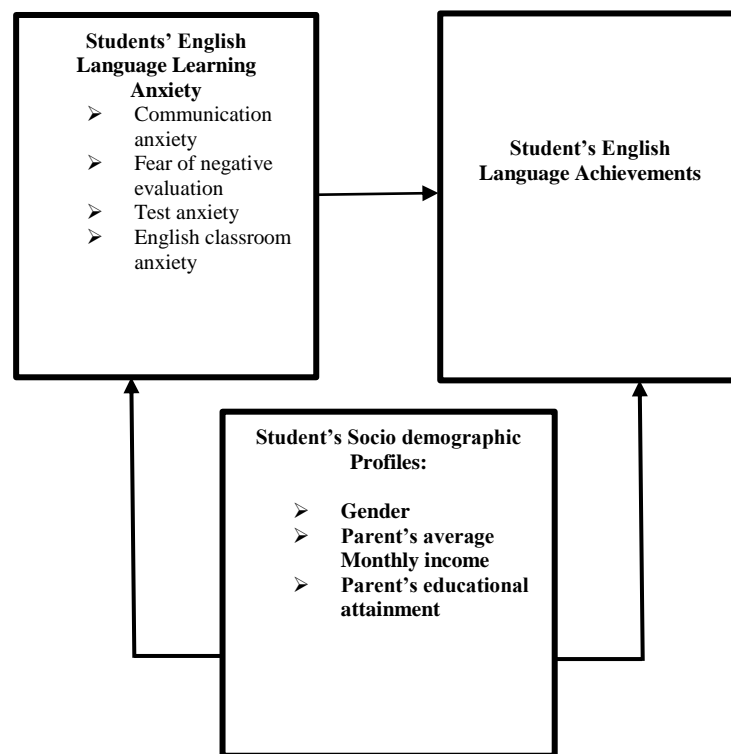 Students’ English
Language Learning
Anxiety
➢ Communication
anxiety
➢ Fear of negative
evaluation
➢ Test anxiety
➢ English classroom
anxiety
Student’s English
Language Achievements
Student’s Socio demographic
Profiles:
➢ Gender
➢ Parent’s average
Monthly income
➢ Parent’s educational
attainment